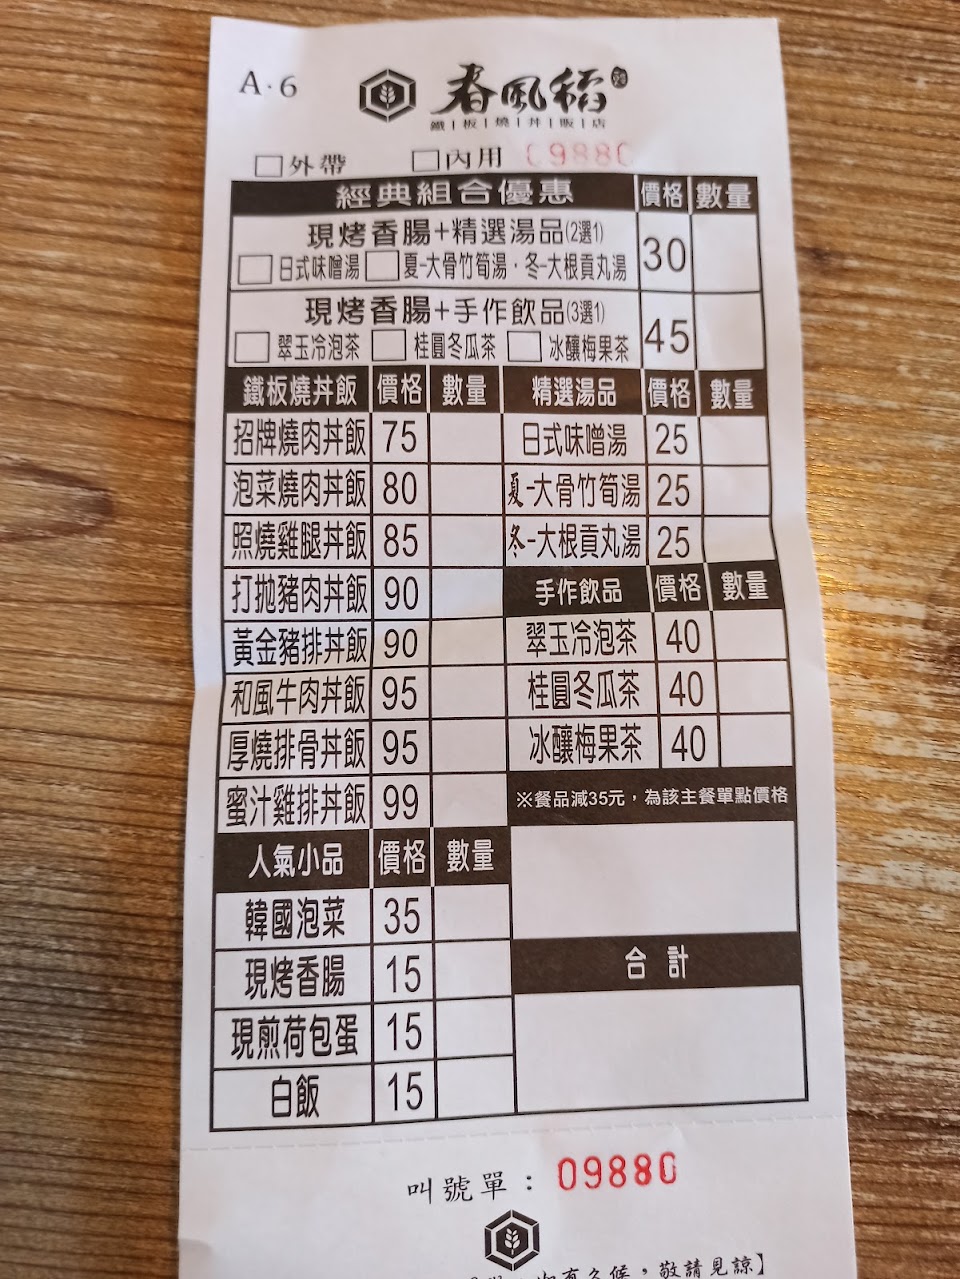 A·6
春風稻
鐵|板|燒|丼|飯|店
□外帶 □內用 09880
經典組合優惠 價格 數量
現烤香腸+精選湯品(2選1) 30
□日式味噌湯 □夏-大骨竹筍湯,冬-大根貢丸湯
現烤香腸+手作飲品(3選1) 45
□翠玉冷泡茶 □桂圓冬瓜茶 □冰釀梅果茶
鐵板燒丼飯 價格 數量 精選湯品 價格 數量
招牌燒肉丼飯 75 日式味噌湯 25
泡菜燒肉丼飯 80 夏-大骨竹筍湯 25
照燒雞腿丼飯 85 冬-大根貢丸湯 25
打拋豬肉丼飯 90 手作飲品 價格 數量
黃金豬排丼飯 90 翠玉冷泡茶 40
和風牛肉丼飯 95 桂圓冬瓜茶 40
厚燒排骨丼飯 95 冰釀梅果茶 40
蜜汁雞排丼飯 99 ※餐品減35元,為該主餐單點價格
人氣小品 價格 數量
韓國泡菜 35
現烤香腸 15 合計
現煎荷包蛋 15
白飯 15
叫號單: 09880
如有久候,敬請見諒】